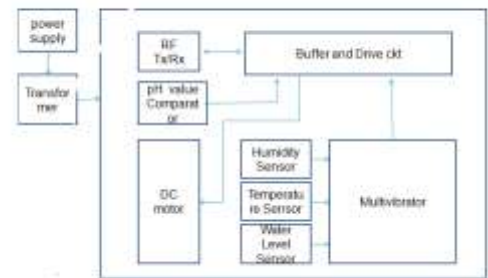 power
supply
Transfor
mer
RF
Tx/Rx
Buffer and Drive ckt
pH value
Comparat
or
DC
motor
Humidity
Sensor
Temperatu
re Sensor
Water
Level
Sensor
Multivibrator